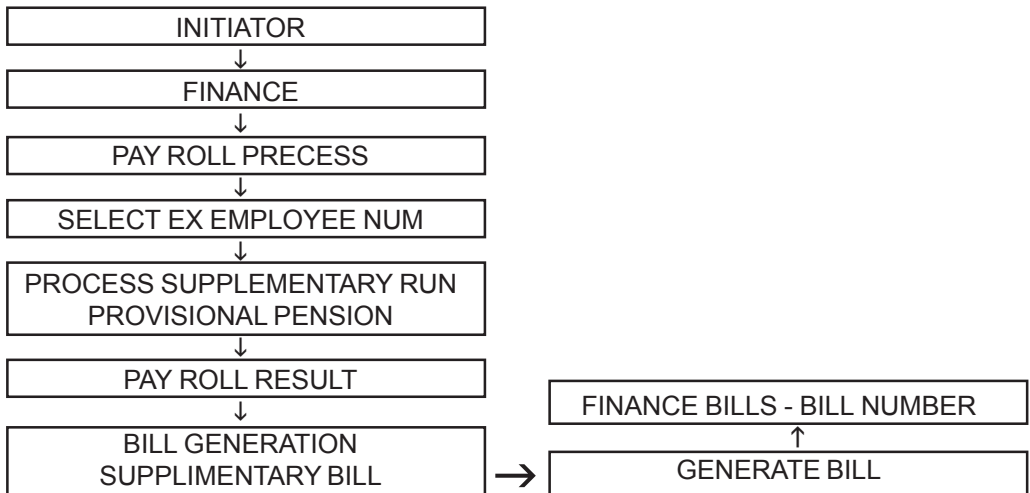 INITIATOR
FINANCE
PAY ROLL PRECESS
SELECT EX EMPLOYEE NUM
PROCESS SUPPLEMENTARY RUN
PROVISIONAL PENSION
PAY ROLL RESULT
BILL GENERATION
SUPPLIMENTARY BILL
GENERATE BILL
FINANCE BILLS - BILL NUMBER